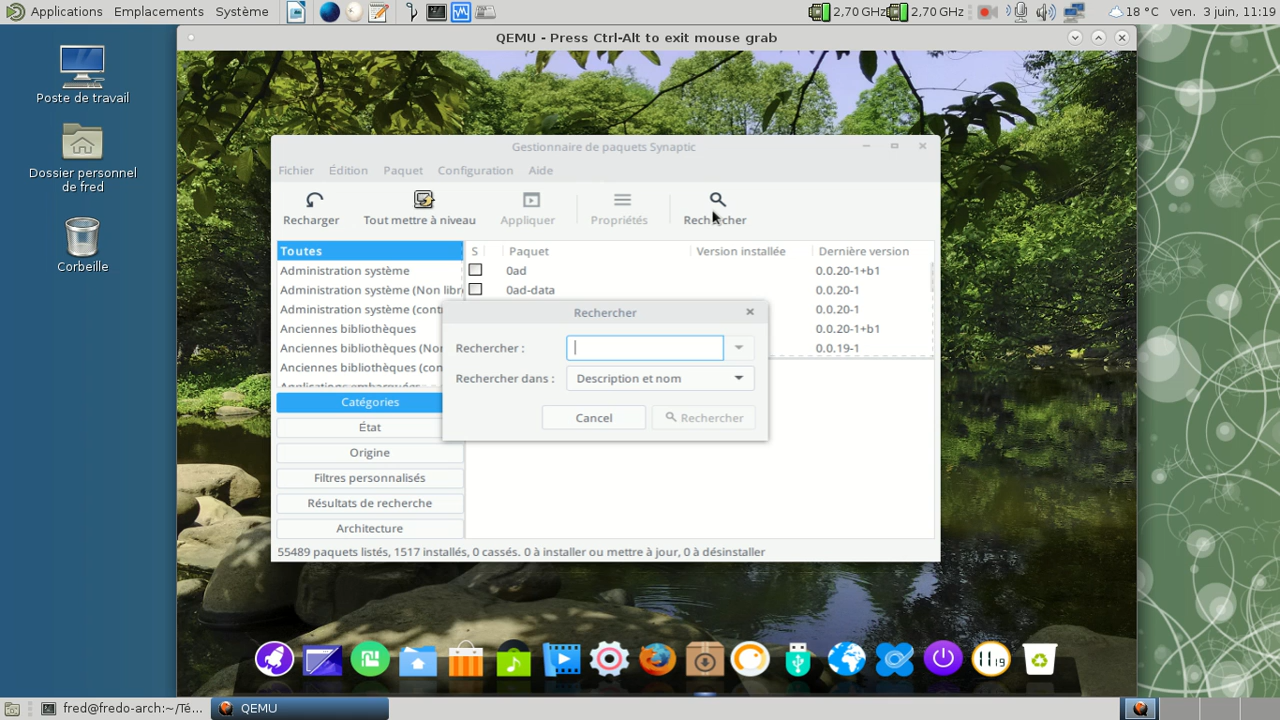 Applications Emplacements Système 2,70 GHz 2,70 GHz 18 °C ven. 3 juin, 11:19
QEMU - Press Ctrl-Alt to exit mouse grab
Poste de travail
Dossier personnel
de fred
Corbeille
Gestionnaire de paquets Synaptic
Fichier Édition Paquet Configuration Aide
Recharger Tout mettre à niveau Appliquer Propriétés Rechercher
Toutes S Paquet Version installée Dernière version
Administration système 0ad 0.0.20-1+b1
Administration système (Non libr 0ad-data 0.0.20-1
Administration système (cont 0.0.20-1
Anciennes bibliothèques 0.0.20-1+b1
Anciennes bibliothèques (Non 0.0.19-1
Anciennes bibliothèques (con
Applications embarquées
Rechercher
Rechercher :
Rechercher dans : Description et nom
Cancel Rechercher
Catégories
État
Origine
Filtres personnalisés
Résultats de recherche
Architecture
55489 paquets listés, 1517 installés, 0 cassés. 0 à installer ou mettre à jour, 0 à désinstaller
11 19
fred@fredo-arch:~/Té... QEMU